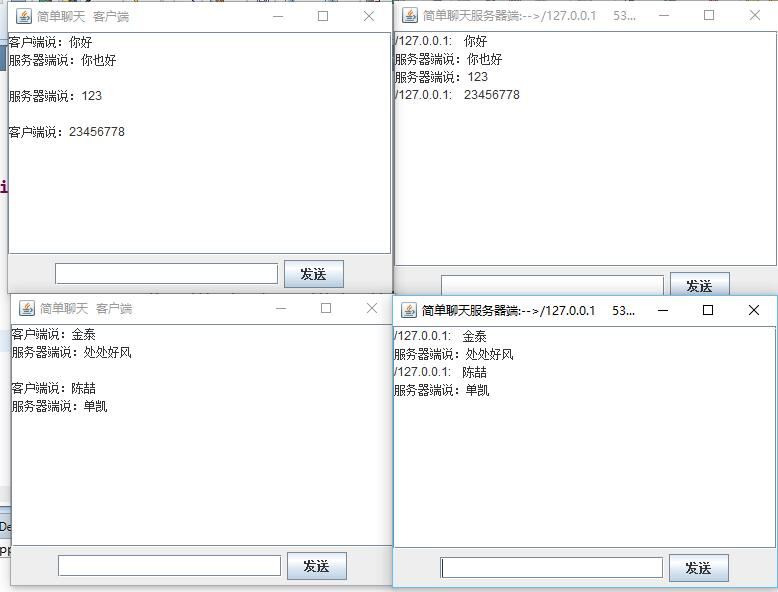 简单聊天 客户端
客户端说：你好
服务器端说：你也好
服务器端说：123
客户端说：23456778
发送
简单聊天服务器端:-->/127.0.0.1 53...
/127.0.0.1: 你好
服务器端说：你也好
服务器端说：123
/127.0.0.1: 23456778
发送
简单聊天 客户端
客户端说：金泰
服务器端说：处处好风
客户端说：陈喆
服务器端说：单凯
发送
简单聊天服务器端:-->/127.0.0.1 53...
/127.0.0.1: 金泰
服务器端说：处处好风
/127.0.0.1: 陈喆
服务器端说：单凯
发送